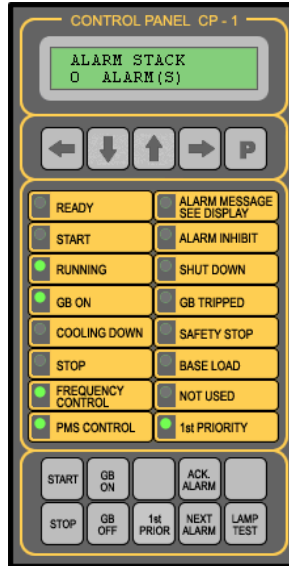 CONTROL PANEL CP - 1
ALARM STACK
0 ALARM(S)
P
READY
ALARM MESSAGE
SEE DISPLAY
START
ALARM INHIBIT
RUNNING
SHUT DOWN
GB ON
GB TRIPPED
COOLING DOWN
SAFETY STOP
STOP
BASE LOAD
FREQUENCY
CONTROL
NOT USED
PMS CONTROL
1st PRIORITY
START
GB
ON
ACK.
ALARM
STOP
GB
OFF
1st
PRIOR
NEXT
ALARM
LAMP
TEST